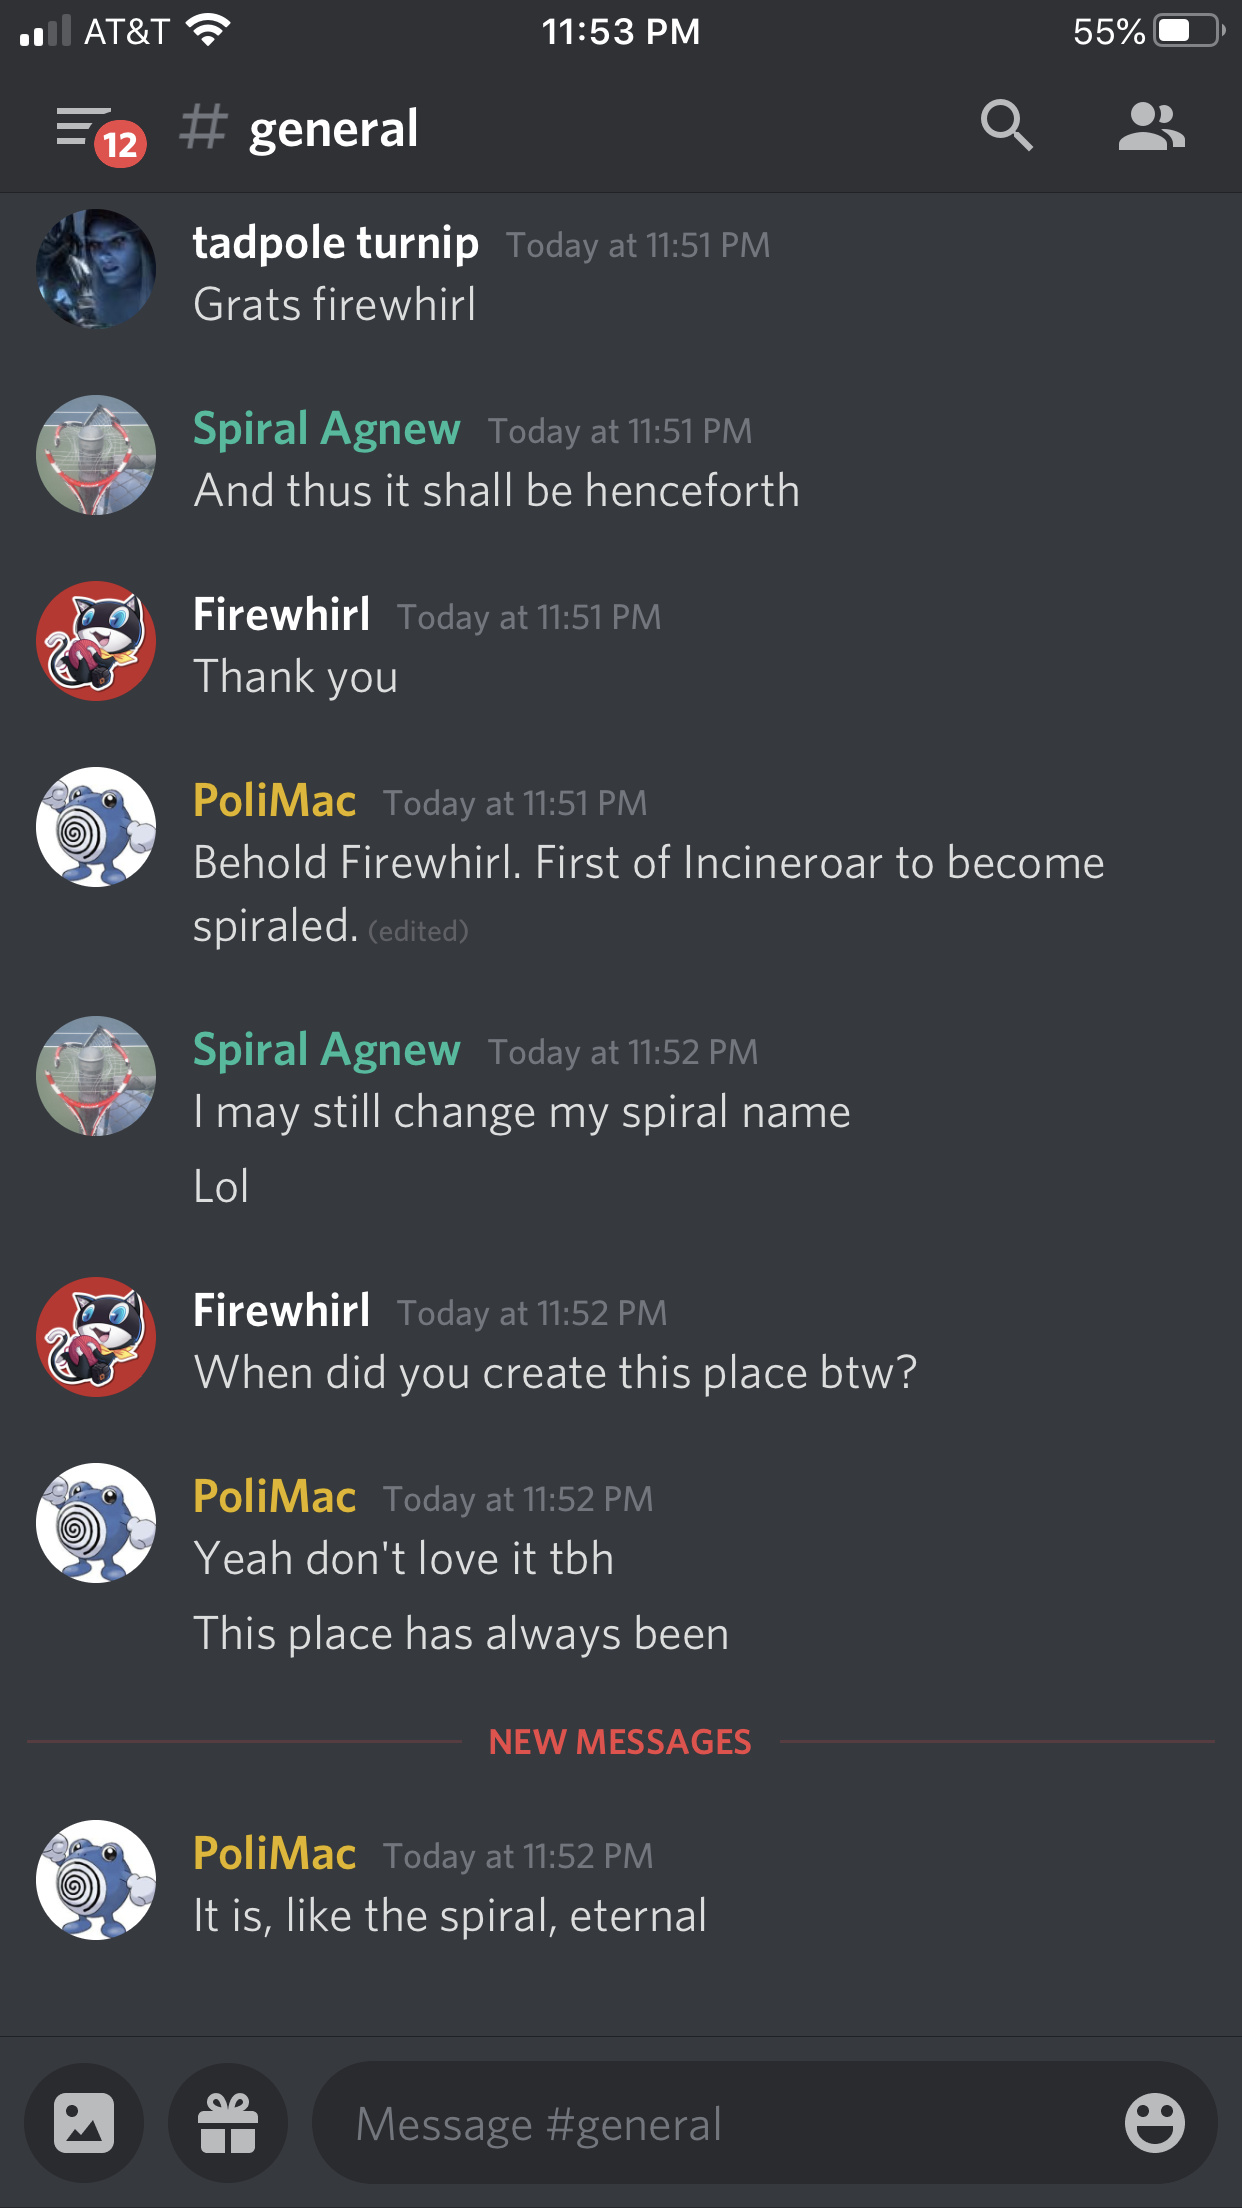 AT&T 11:53 PM 55%
12 # general
tadpole turnip Today at 11:51 PM
Grats firewhirl
Spiral Agnew Today at 11:51 PM
And thus it shall be henceforth
Firewhirl Today at 11:51 PM
Thank you
PoliMac Today at 11:51 PM
Behold Firewhirl. First of Incineroar to become
spiraled. (edited)
Spiral Agnew Today at 11:52 PM
I may still change my spiral name
Lol
Firewhirl Today at 11:52 PM
When did you create this place btw?
PoliMac Today at 11:52 PM
Yeah don't love it tbh
This place has always been
NEW MESSAGES
PoliMac Today at 11:52 PM
It is, like the spiral, eternal
Message #general